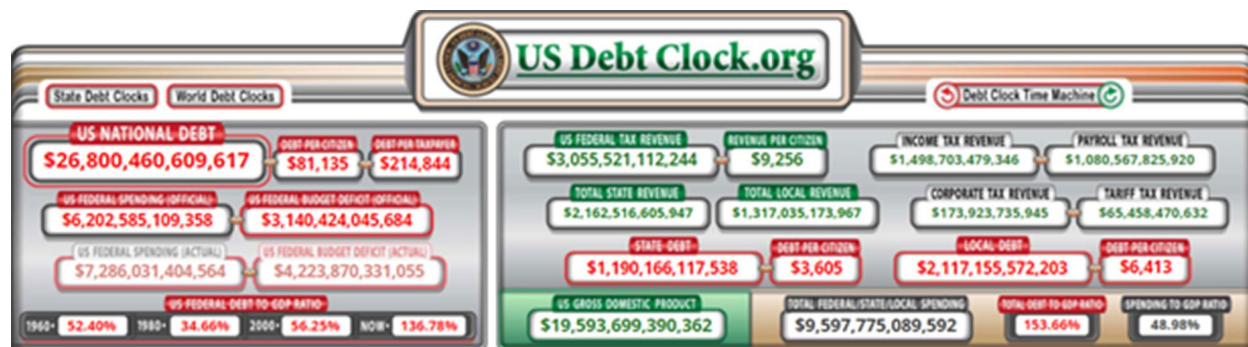 US Debt Clock.org
State Debt Clocks World Debt Clocks
Debt Clock Time Machine
US NATIONAL DEBT
$26,800,460,609,617
DEBT PER CITIZEN
$81,135
DEBT PER TAXPAYER
$214,844
US FEDERAL SPENDING (OFFICIAL)
$6,202,585,109,358
US FEDERAL BUDGET DEFICIT (OFFICIAL)
$3,140,424,045,684
US FEDERAL SPENDING (ACTUAL)
$7,286,031,404,564
US FEDERAL BUDGET DEFICIT (ACTUAL)
$4,223,870,331,055
US FEDERAL DEBT TO GDP RATIO
1960• 52.40% 1980• 34.66% 2000• 56.25% NOW• 136.78%
US FEDERAL TAX REVENUE
$3,055,521,112,244
REVENUE PER CITIZEN
$9,256
INCOME TAX REVENUE
$1,498,703,479,346
PAYROLL TAX REVENUE
$1,080,567,825,920
TOTAL STATE REVENUE
$2,162,516,605,947
TOTAL LOCAL REVENUE
$1,317,035,173,967
CORPORATE TAX REVENUE
$173,923,735,945
TARIFF TAX REVENUE
$65,458,470,632
STATE DEBT
$1,190,166,117,538
DEBT PER CITIZEN
$3,605
LOCAL DEBT
$2,117,155,572,203
DEBT PER CITIZEN
$6,413
US GROSS DOMESTIC PRODUCT
$19,593,699,390,362
TOTAL FEDERAL/STATE/LOCAL SPENDING
$9,597,775,089,592
TOTAL DEBT TO GDP RATIO
153.66%
SPENDING TO GDP RATIO
48.98%